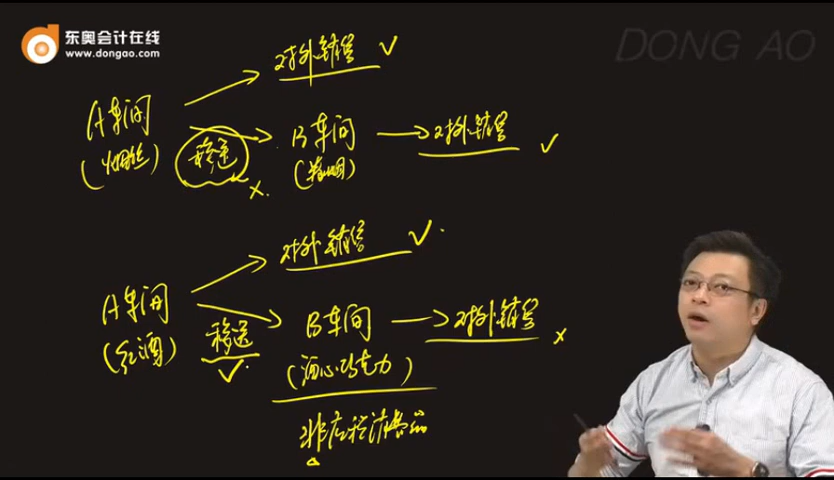 东奥会计在线
www.dongao.com
DONG AO
对外销售 √
A车间
(烟丝)
移送
×
B车间
(卷烟)
对外销售 √
对外销售 √
A车间
(红酒)
移送
√
B车间
(酒心巧克力)
对外销售 ×
非应税消费品